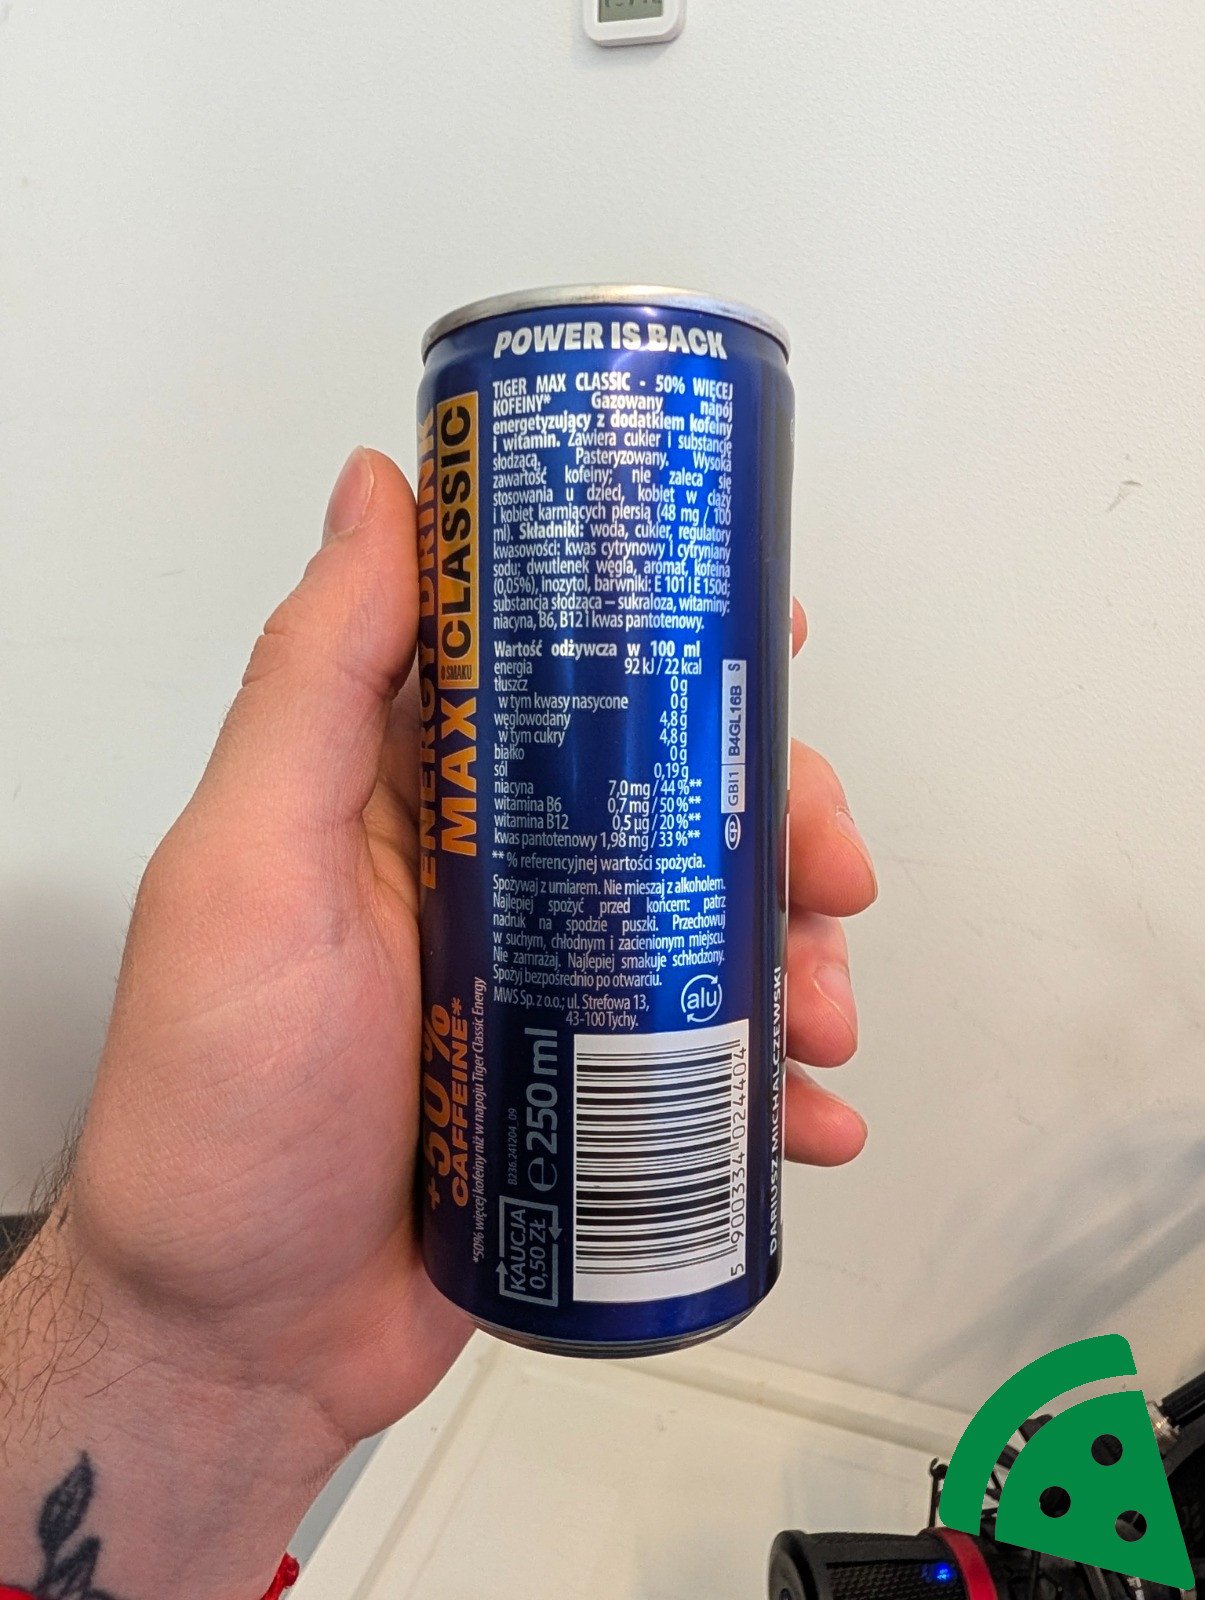 POWER IS BACK
TIGER MAX CLASSIC - 50% WIĘCEJ
KOFEINY* Gazowany napój
energetyzujący z dodatkiem kofeiny
i witamin. Zawiera cukier i substancję
słodzącą. Pasteryzowany. Wysoka
zawartość kofeiny; nie zaleca się
stosowania u dzieci, kobiet w ciąży
i kobiet karmiących piersią (48 mg / 100
ml). Składniki: woda, cukier, regulatory
kwasowości: kwas cytrynowy i cytryniany
sodu; dwutlenek węgla, aromat, kofeina
(0,05%), inozytol, barwniki: E 101 i E 150d;
substancja słodząca – sukraloza, witaminy:
niacyna, B6, B12 i kwas pantotenowy.
Wartość odżywcza w 100 ml
energia 92 kJ / 22 kcal
tłuszcz 0 g
w tym kwasy nasycone 0 g
węglowodany 4,8 g
w tym cukry 4,8 g
białko 0 g
sól 0,19 g
niacyna 7,0 mg / 44 %**
witamina B6 0,7 mg / 50 %**
witamina B12 0,5 µg / 20 %**
kwas pantotenowy 1,98 mg / 33 %**
** % referencyjnej wartości spożycia.
Spożywaj z umiarem. Nie mieszaj z alkoholem.
Najlepiej spożyć przed końcem: patrz
nadruk na spodzie puszki. Przechowuj
w suchym, chłodnym i zacienionym miejscu.
Nie zamrażaj. Najlepiej smakuje schłodzony.
Spożyj bezpośrednio po otwarciu.
MWS Sp. z o.o.; ul. Strefowa 13,
43-100 Tychy.
alu
ENERGY DRINK
MAX O SMAKU CLASSIC
+50%
CAFFEINE*
*50% więcej kofeiny niż w napoju Tiger Classic Energy
KAUCJA
0,50 ZŁ
B236.241204_09
e 250 ml
5 900334 024404
GBI1 B4GL16B S
DARIUSZ MICHALCZEWSKI